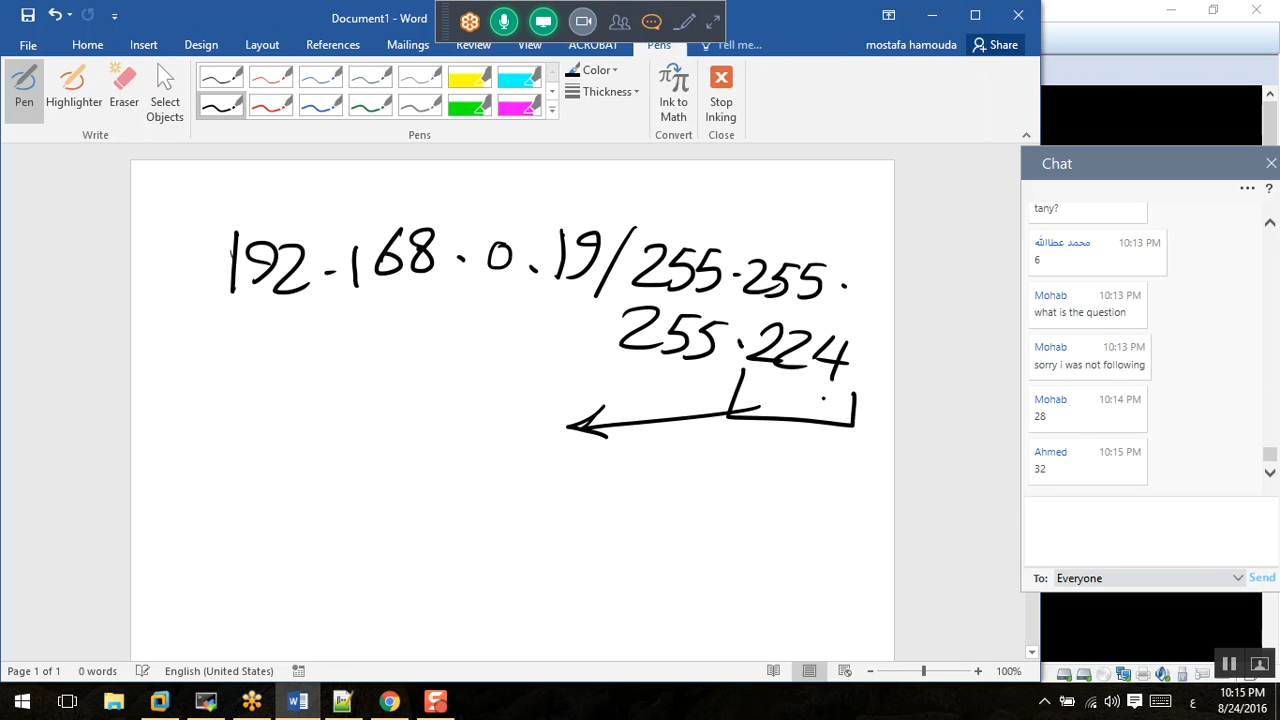 Document1 - Word
File
Home
Insert
Design
Layout
References
Mailings
Review
View
ACROBAT
Pens
Tell me...
mostafa hamouda
Share
Pen
Highlighter
Eraser
Select Objects
Color
Thickness
Ink to Math
Stop Inking
Write
Pens
Convert
Close
192.168.0.19/255.255.
255.224
Chat
tany?
محمد عطاالله 10:13 PM
6
Mohab 10:13 PM
what is the question
Mohab 10:13 PM
sorry i was not following
Mohab 10:14 PM
28
Ahmed 10:15 PM
32
To: Everyone Send
Page 1 of 1 0 words English (United States) 100%
ع 10:15 PM
8/24/2016